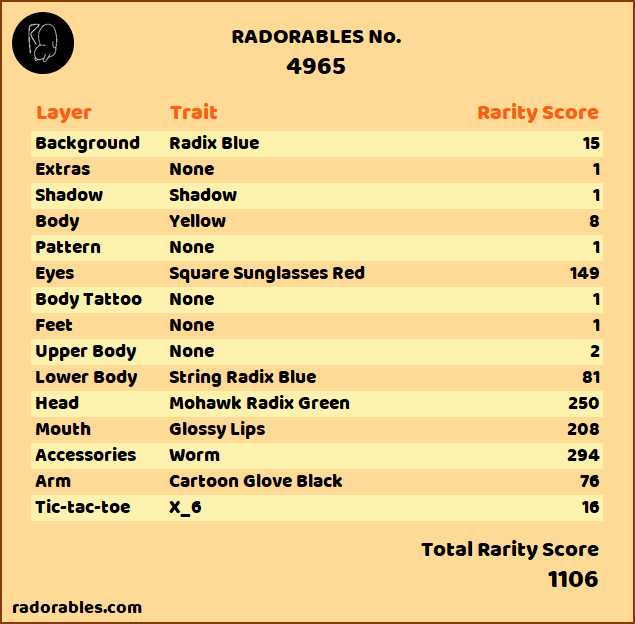 RADORABLES No.
4965
Layer Trait Rarity Score
Background Radix Blue 15
Extras None 1
Shadow Shadow 1
Body Yellow 8
Pattern None 1
Eyes Square Sunglasses Red 149
Body Tattoo None 1
Feet None 1
Upper Body None 2
Lower Body String Radix Blue 81
Head Mohawk Radix Green 250
Mouth Glossy Lips 208
Accessories Worm 294
Arm Cartoon Glove Black 76
Tic-tac-toe X_6 16
Total Rarity Score
1106
radorables.com